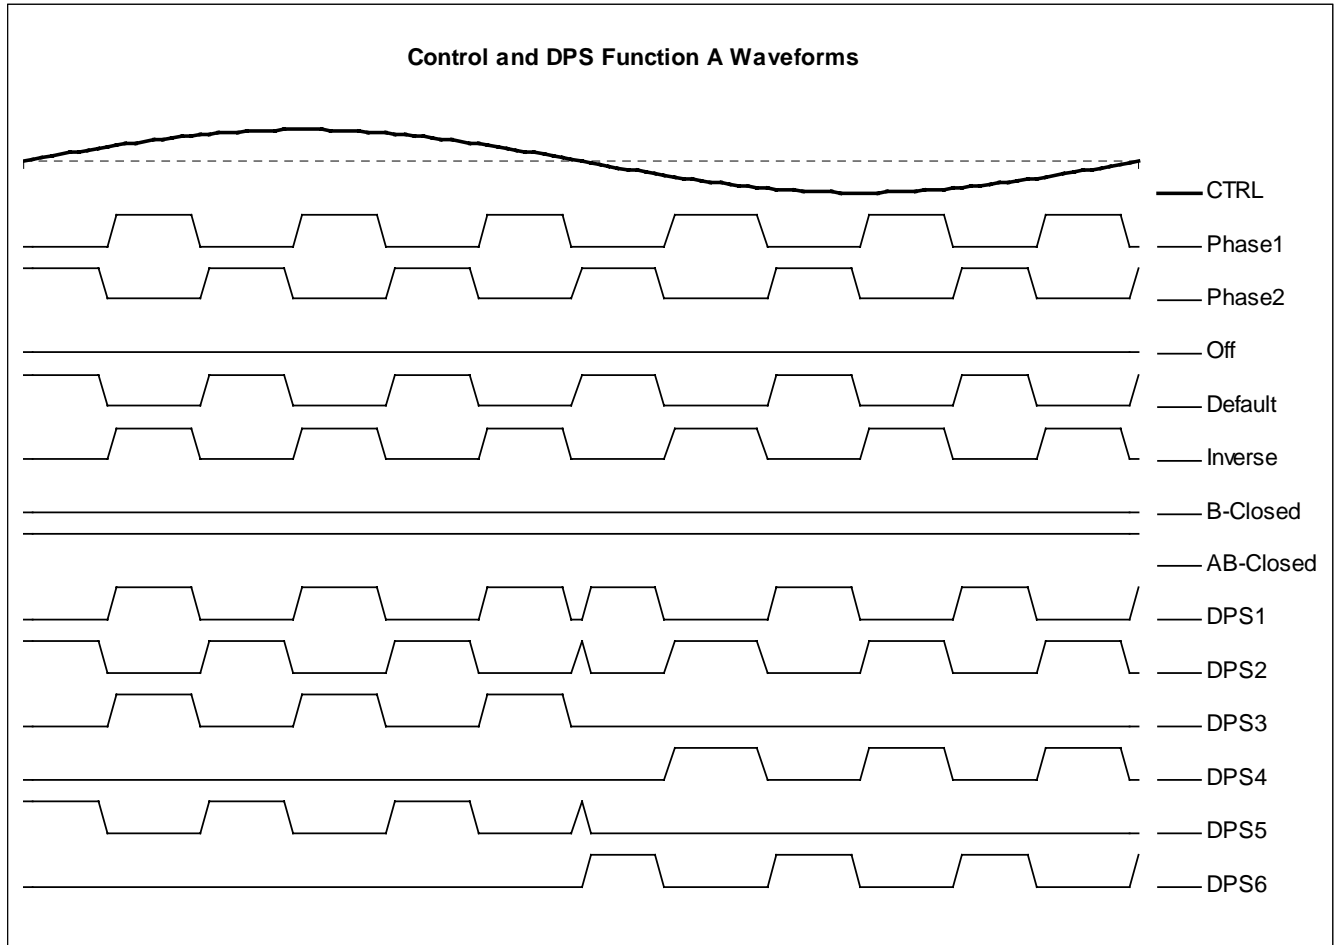 Control and DPS Function A Waveforms
CTRL
Phase1
Phase2
Off
Default
Inverse
B-Closed
AB-Closed
DPS1
DPS2
DPS3
DPS4
DPS5
DPS6